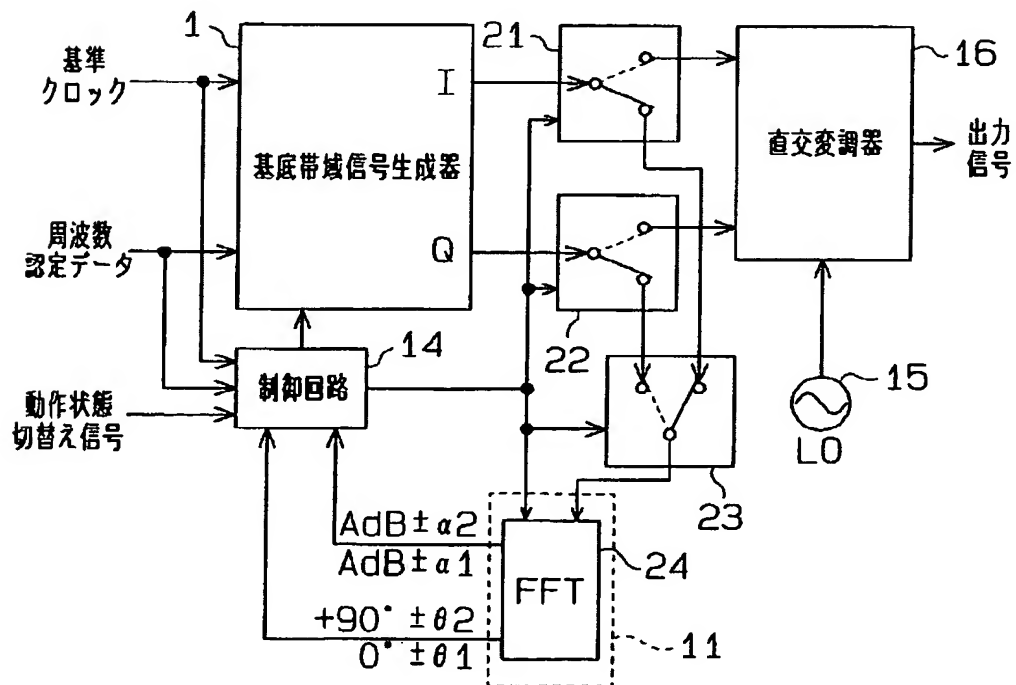 基準
クロック
1
I
基底帯域信号生成器
Q
21
直交変調器
16
出力
信号
周波数
認定データ
22
制御回路
14
動作状態
切替え信号
15
LO
23
AdB±α2
AdB±α1
FFT
24
+90°±θ2
0°±θ1
11